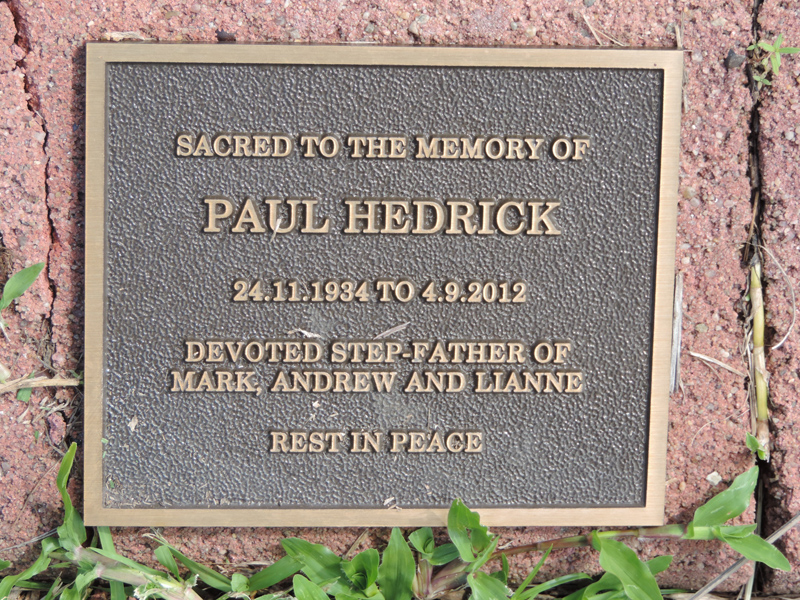 SACRED TO THE MEMORY OF
PAUL HEDRICK
24.11.1934 TO 4.9.2012
DEVOTED STEP-FATHER OF
MARK, ANDREW AND LIANNE
REST IN PEACE